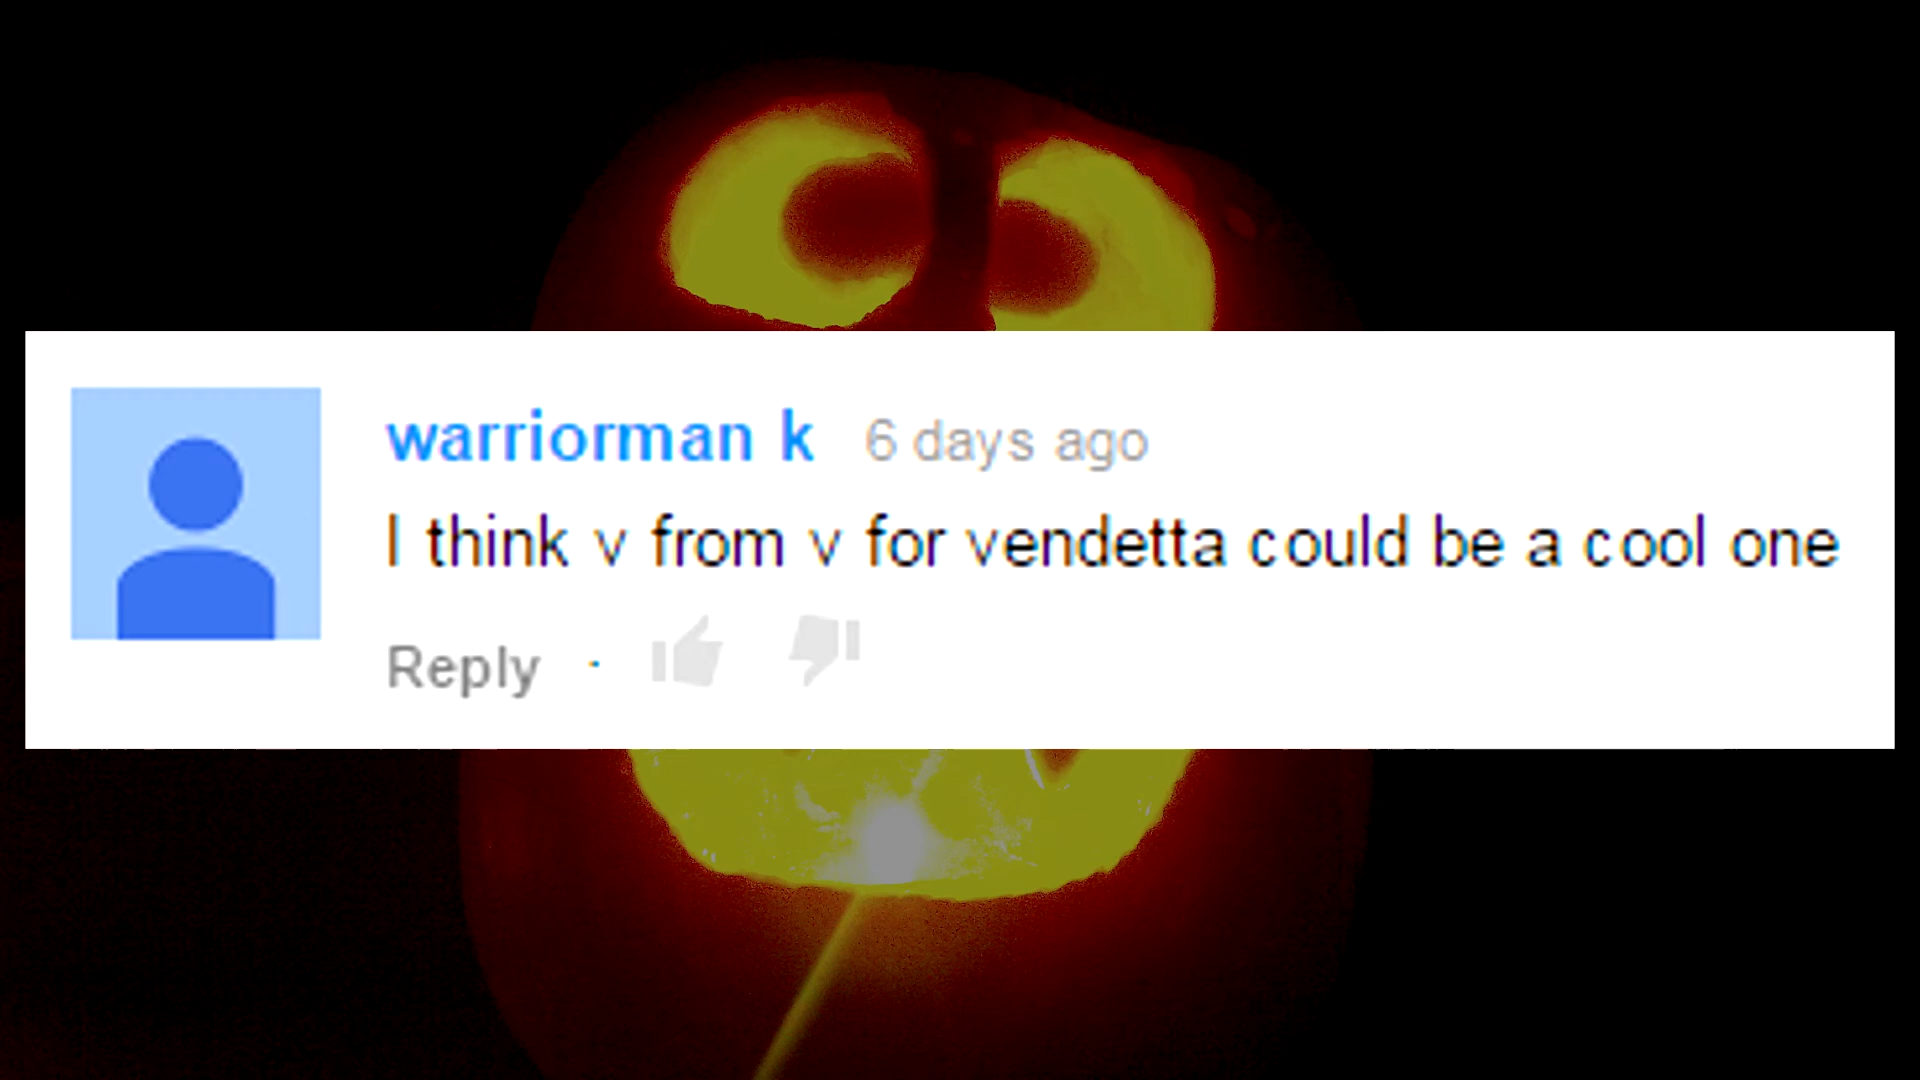 warriorman k 6 days ago
I think v from v for vendetta could be a cool one
Reply ·